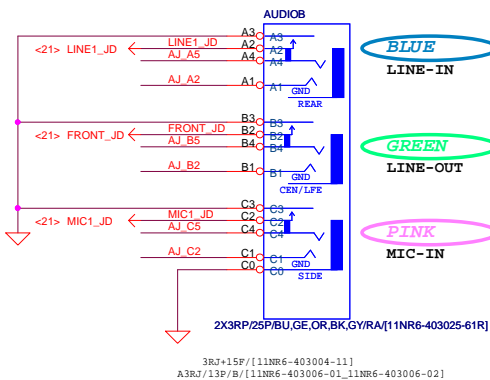 AUDIOB
A3 A3
<21> LINE1_JD LINE1_JD A2 A2
AJ_A5 A4 A4
AJ_A2 A1 A1
GND
REAR
BLUE
LINE-IN
B3 B3
<21> FRONT_JD FRONT_JD B2 B2
AJ_B5 B4 B4
AJ_B2 B1 B1
GND
CEN/LFE
GREEN
LINE-OUT
C3 C3
<21> MIC1_JD MIC1_JD C2 C2
AJ_C5 C4 C4
AJ_C2 C1 C1
GND
C0 C0
SIDE
PINK
MIC-IN
2X3RP/25P/BU,GE,OR,BK,GY/RA/[11NR6-403025-61R]
3RJ+15F/[11NR6-403004-11]
A3RJ/13P/B/[11NR6-403006-01_11NR6-403006-02]